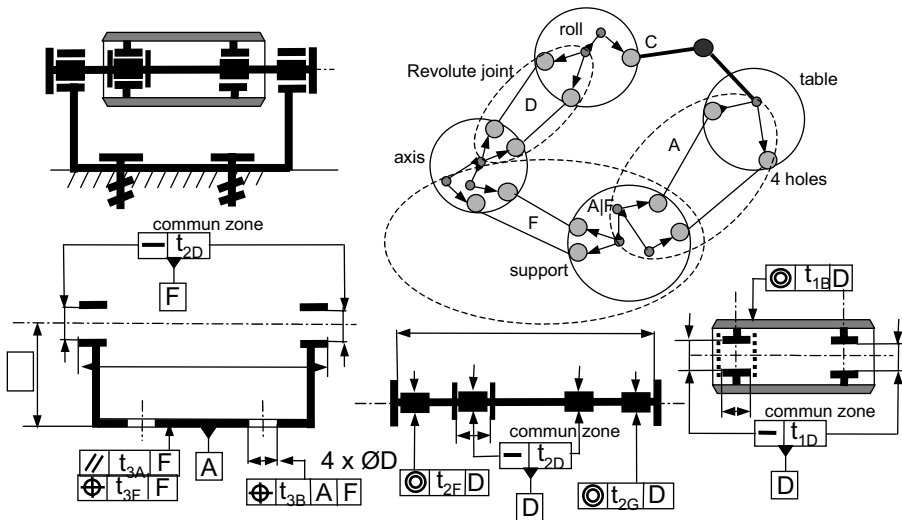 roll
C
Revolute joint
table
D
A
axis
4 holes
A|F
F
support
commun zone
t2D
F
t1B D
// t3A F
t3F F
A
4 x ØD
t3B A F
commun zone
t2D
t2F D
D
t2G D
commun zone
t1D
D